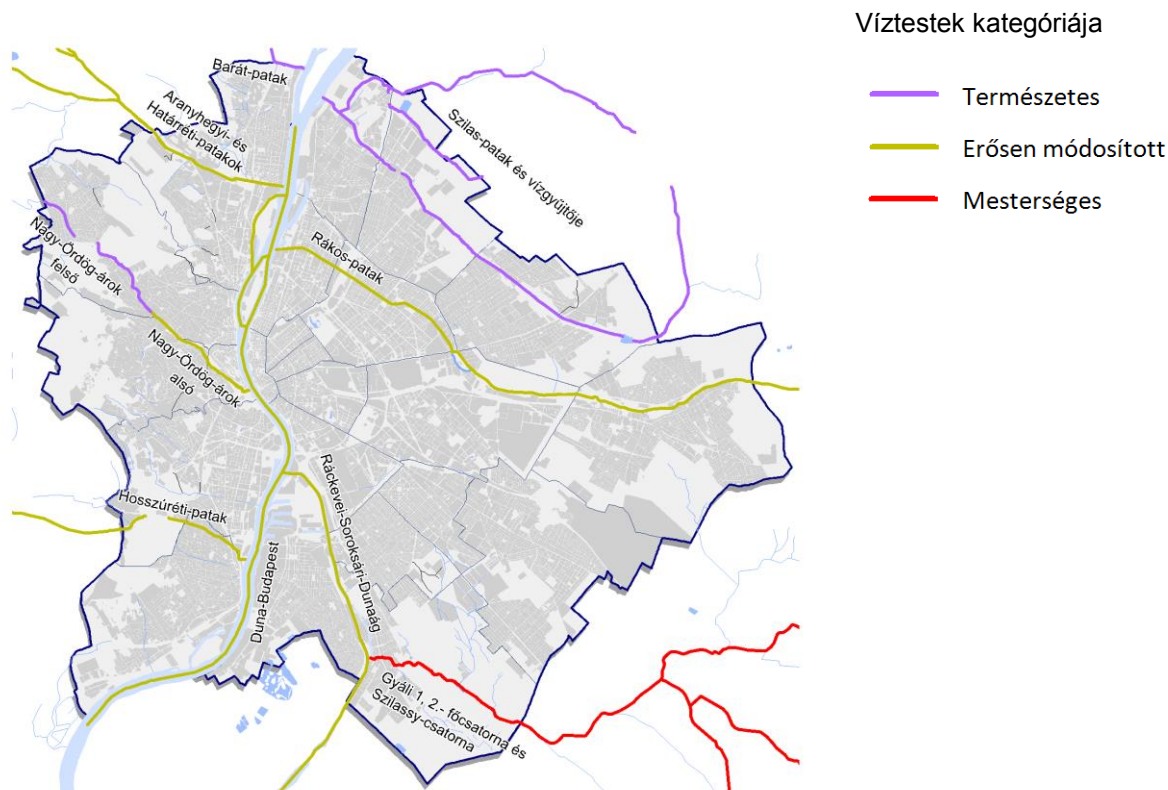 Víztestek kategóriája
Természetes
Erősen módosított
Mesterséges
Barát-patak
Aranyhegyi- és
Határréti-patakok
Szilas-patak és vízgyűjtője
Nagy-Ördög-árok
felső
Rákos-patak
Nagy-Ördög-árok
alsó
Hosszúréti-patak
Duna-Budapest
Ráckevei-Soroksári-Dunaág
Gyáli 1, 2.- főcsatorna és
Szilassy-csatorna